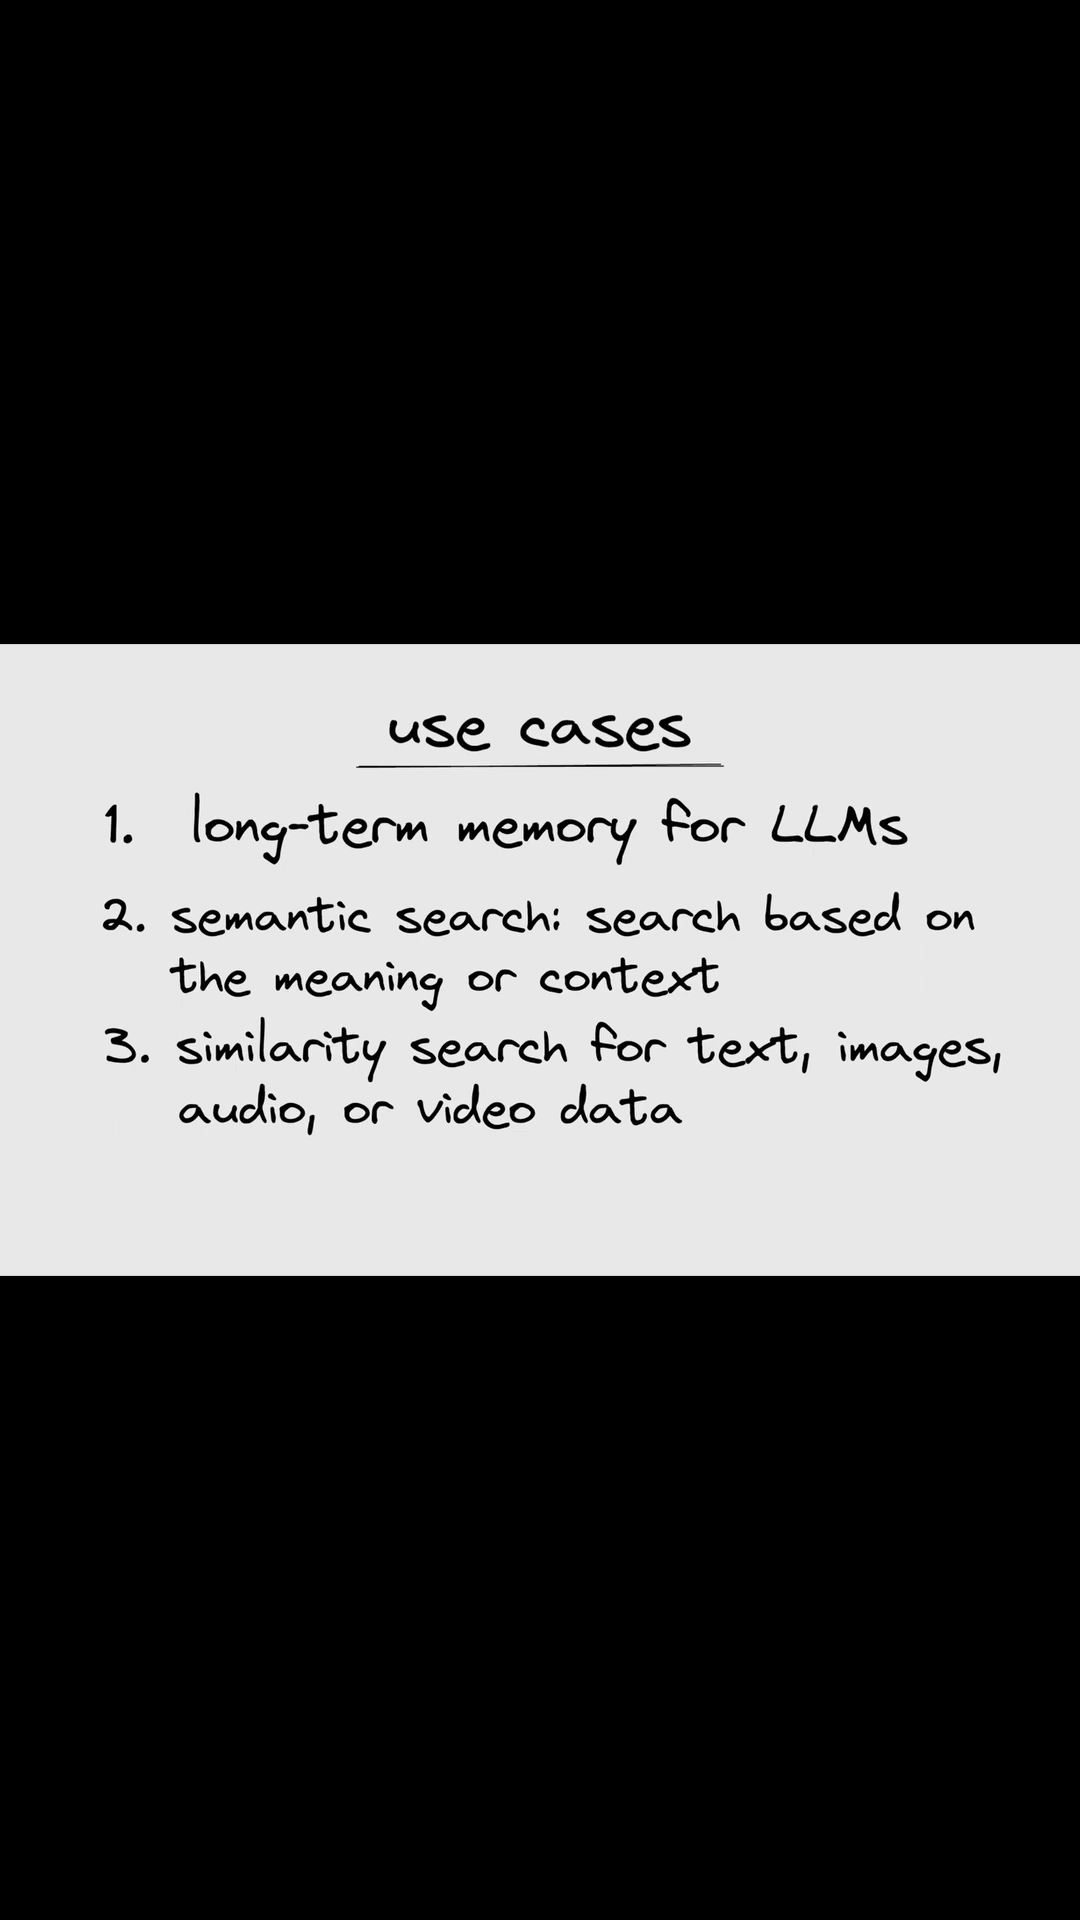 use cases
1. long-term memory for LLMs
2. semantic search: search based on
the meaning or context
3. similarity search for text, images,
audio, or video data